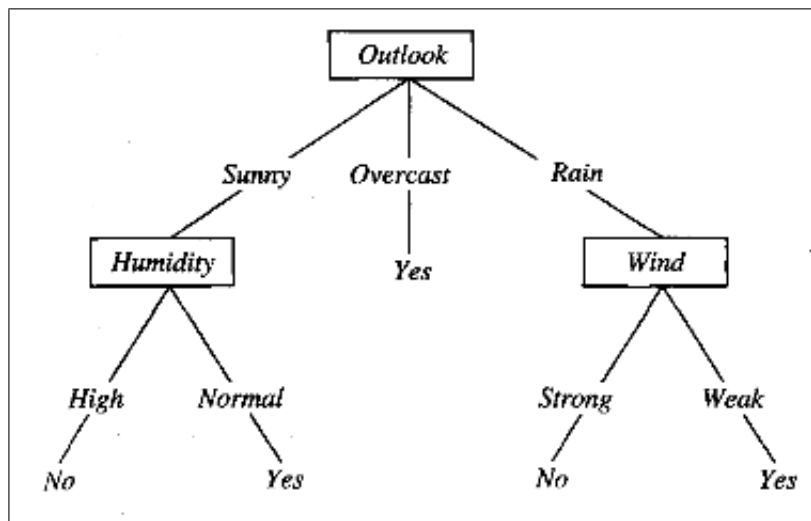 Outlook
Sunny Overcast Rain
Humidity Yes Wind
High Normal Strong Weak
No Yes No Yes